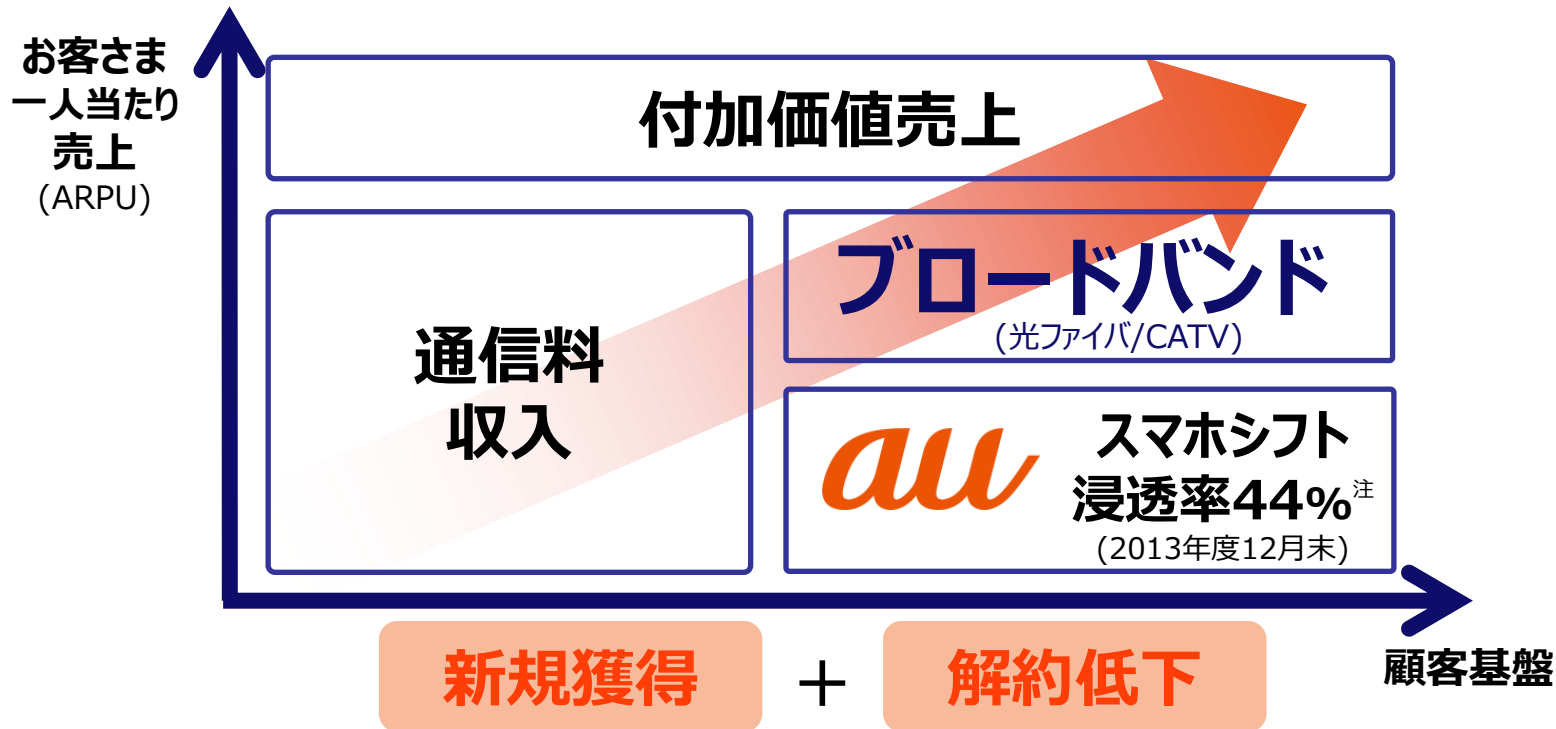 お客さま
一人当たり
売上
(ARPU)
付加価値売上
通信料
収入
ブロードバンド
(光ファイバ/CATV)
au
スマホシフト
浸透率44%注
(2013年度12月末)
新規獲得
+
解約低下
顧客基盤